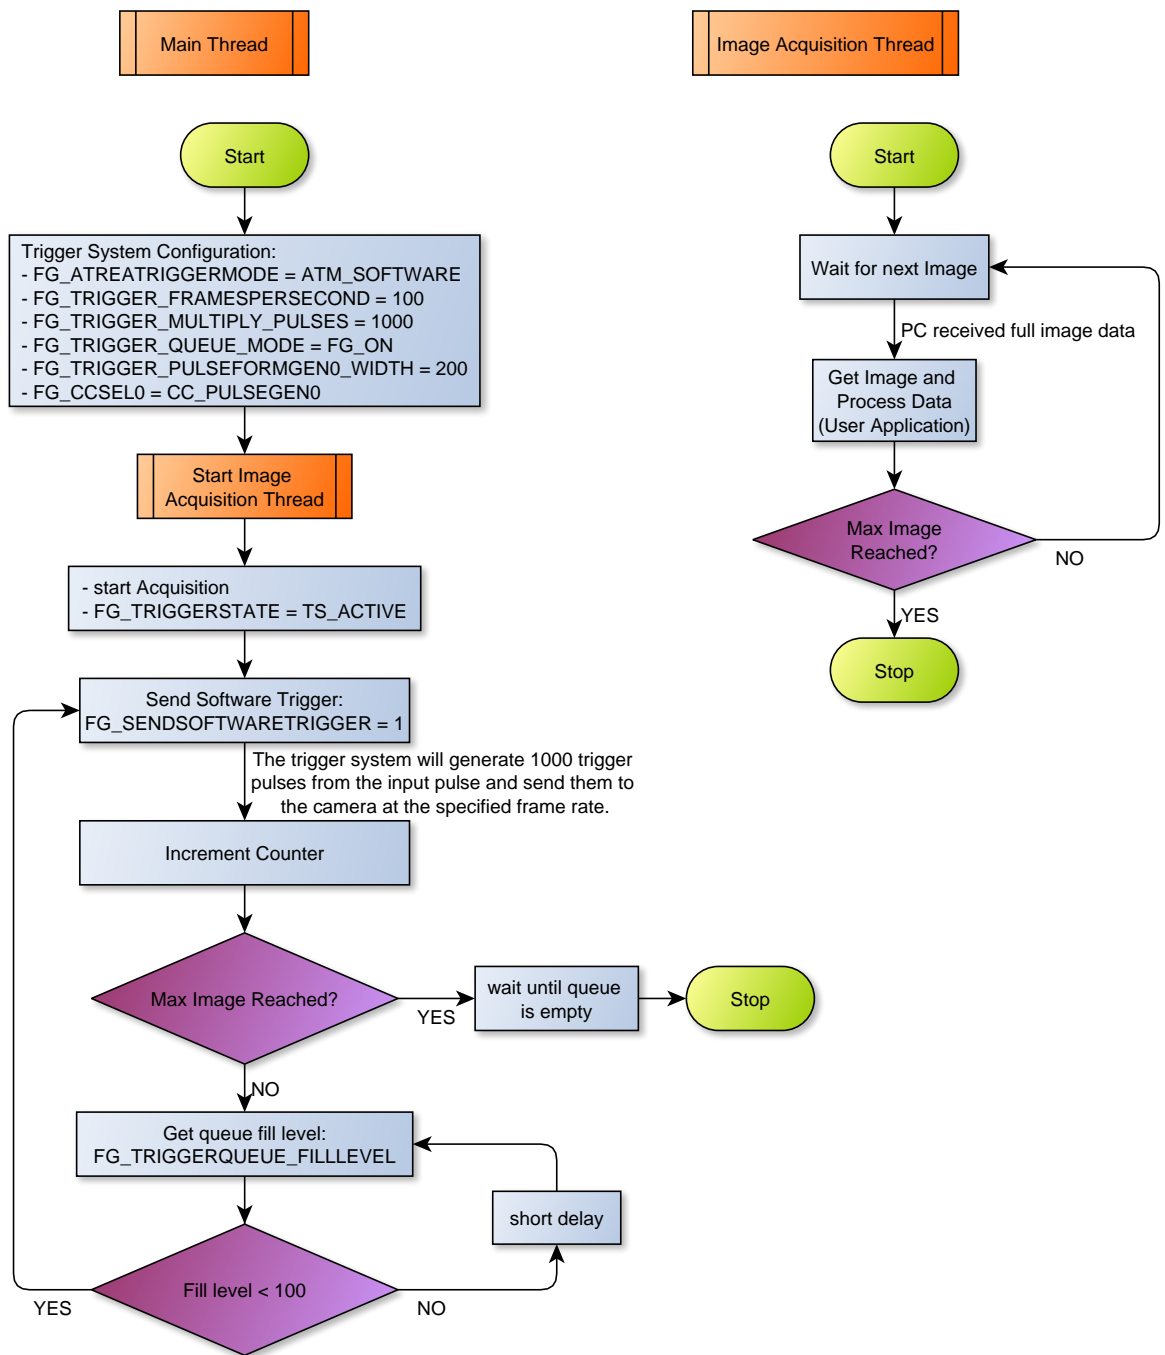 Main Thread
Start
Trigger System Configuration:
- FG_ATREATRIGGERMODE = ATM_SOFTWARE
- FG_TRIGGER_FRAMESPERSECOND = 100
- FG_TRIGGER_MULTIPLY_PULSES = 1000
- FG_TRIGGER_QUEUE_MODE = FG_ON
- FG_TRIGGER_PULSEFORMGEN0_WIDTH = 200
- FG_CCSEL0 = CC_PULSEGEN0
Start Image
Acquisition Thread
- start Acquisition
- FG_TRIGGERSTATE = TS_ACTIVE
Send Software Trigger:
FG_SENDSOFTWARETRIGGER = 1
The trigger system will generate 1000 trigger
pulses from the input pulse and send them to
the camera at the specified frame rate.
Increment Counter
Max Image Reached?
YES
wait until queue
is empty
Stop
NO
Get queue fill level:
FG_TRIGGERQUEUE_FILLLEVEL
short delay
Fill level < 100
YES
NO
Image Acquisition Thread
Start
Wait for next Image
PC received full image data
Get Image and
Process Data
(User Application)
Max Image
Reached?
NO
YES
Stop